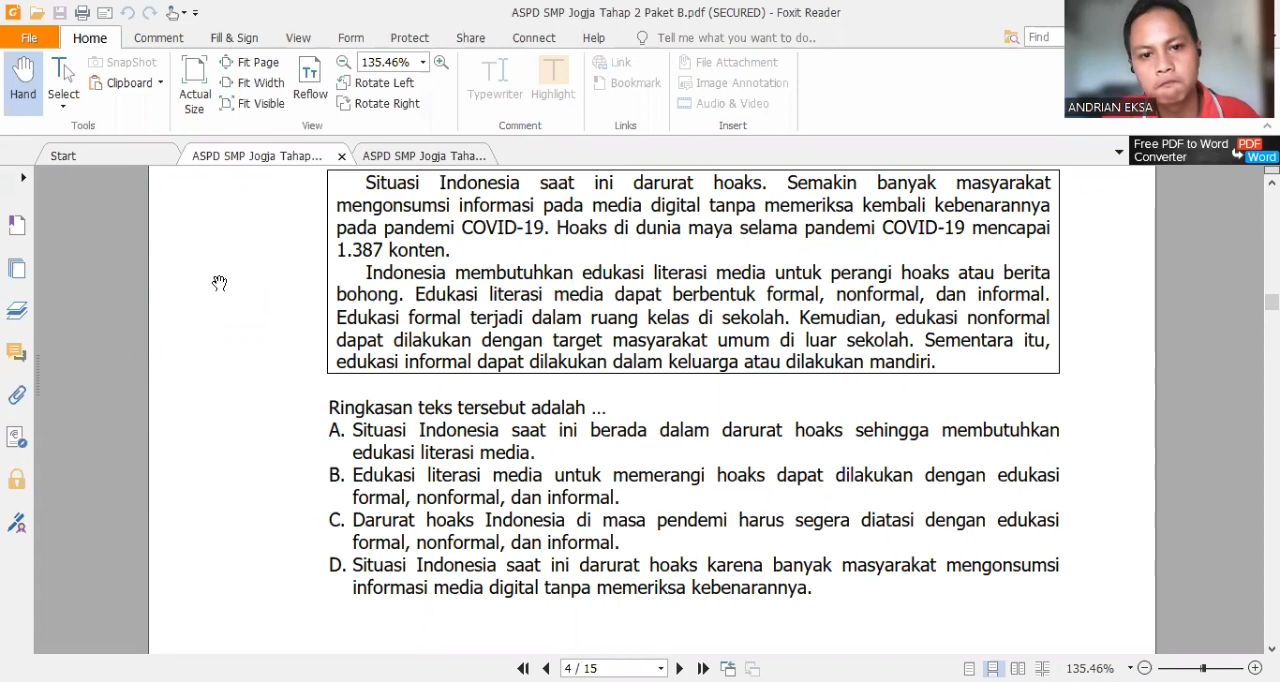 ASPD SMP Jogja Tahap 2 Paket B.pdf (SECURED) - Foxit Reader
File Home Comment Fill & Sign View Form Protect Share Connect Help Tell me what you want to do.. Find
Hand
Select
SnapShot
Clipboard
Actual Size
Fit Page
Fit Width
Fit Visible
Reflow
135.46%
Rotate Left
Rotate Right
Typewriter
Highlight
Link
Bookmark
File Attachment
Image Annotation
Audio & Video
Tools View Comment Links Insert
ANDRIAN EKSA
Start ASPD SMP Jogja Tahap... ASPD SMP Jogja Taha...
Free PDF to Word
Converter
PDF
Word
Situasi Indonesia saat ini darurat hoaks. Semakin banyak masyarakat
mengonsumsi informasi pada media digital tanpa memeriksa kembali kebenarannya
pada pandemi COVID-19. Hoaks di dunia maya selama pandemi COVID-19 mencapai
1.387 konten.
Indonesia membutuhkan edukasi literasi media untuk perangi hoaks atau berita
bohong. Edukasi literasi media dapat berbentuk formal, nonformal, dan informal.
Edukasi formal terjadi dalam ruang kelas di sekolah. Kemudian, edukasi nonformal
dapat dilakukan dengan target masyarakat umum di luar sekolah. Sementara itu,
edukasi informal dapat dilakukan dalam keluarga atau dilakukan mandiri.
Ringkasan teks tersebut adalah ...
A. Situasi Indonesia saat ini berada dalam darurat hoaks sehingga membutuhkan
edukasi literasi media.
B. Edukasi literasi media untuk memerangi hoaks dapat dilakukan dengan edukasi
formal, nonformal, dan informal.
C. Darurat hoaks Indonesia di masa pendemi harus segera diatasi dengan edukasi
formal, nonformal, dan informal.
D. Situasi Indonesia saat ini darurat hoaks karena banyak masyarakat mengonsumsi
informasi media digital tanpa memeriksa kebenarannya.
4 / 15
135.46%